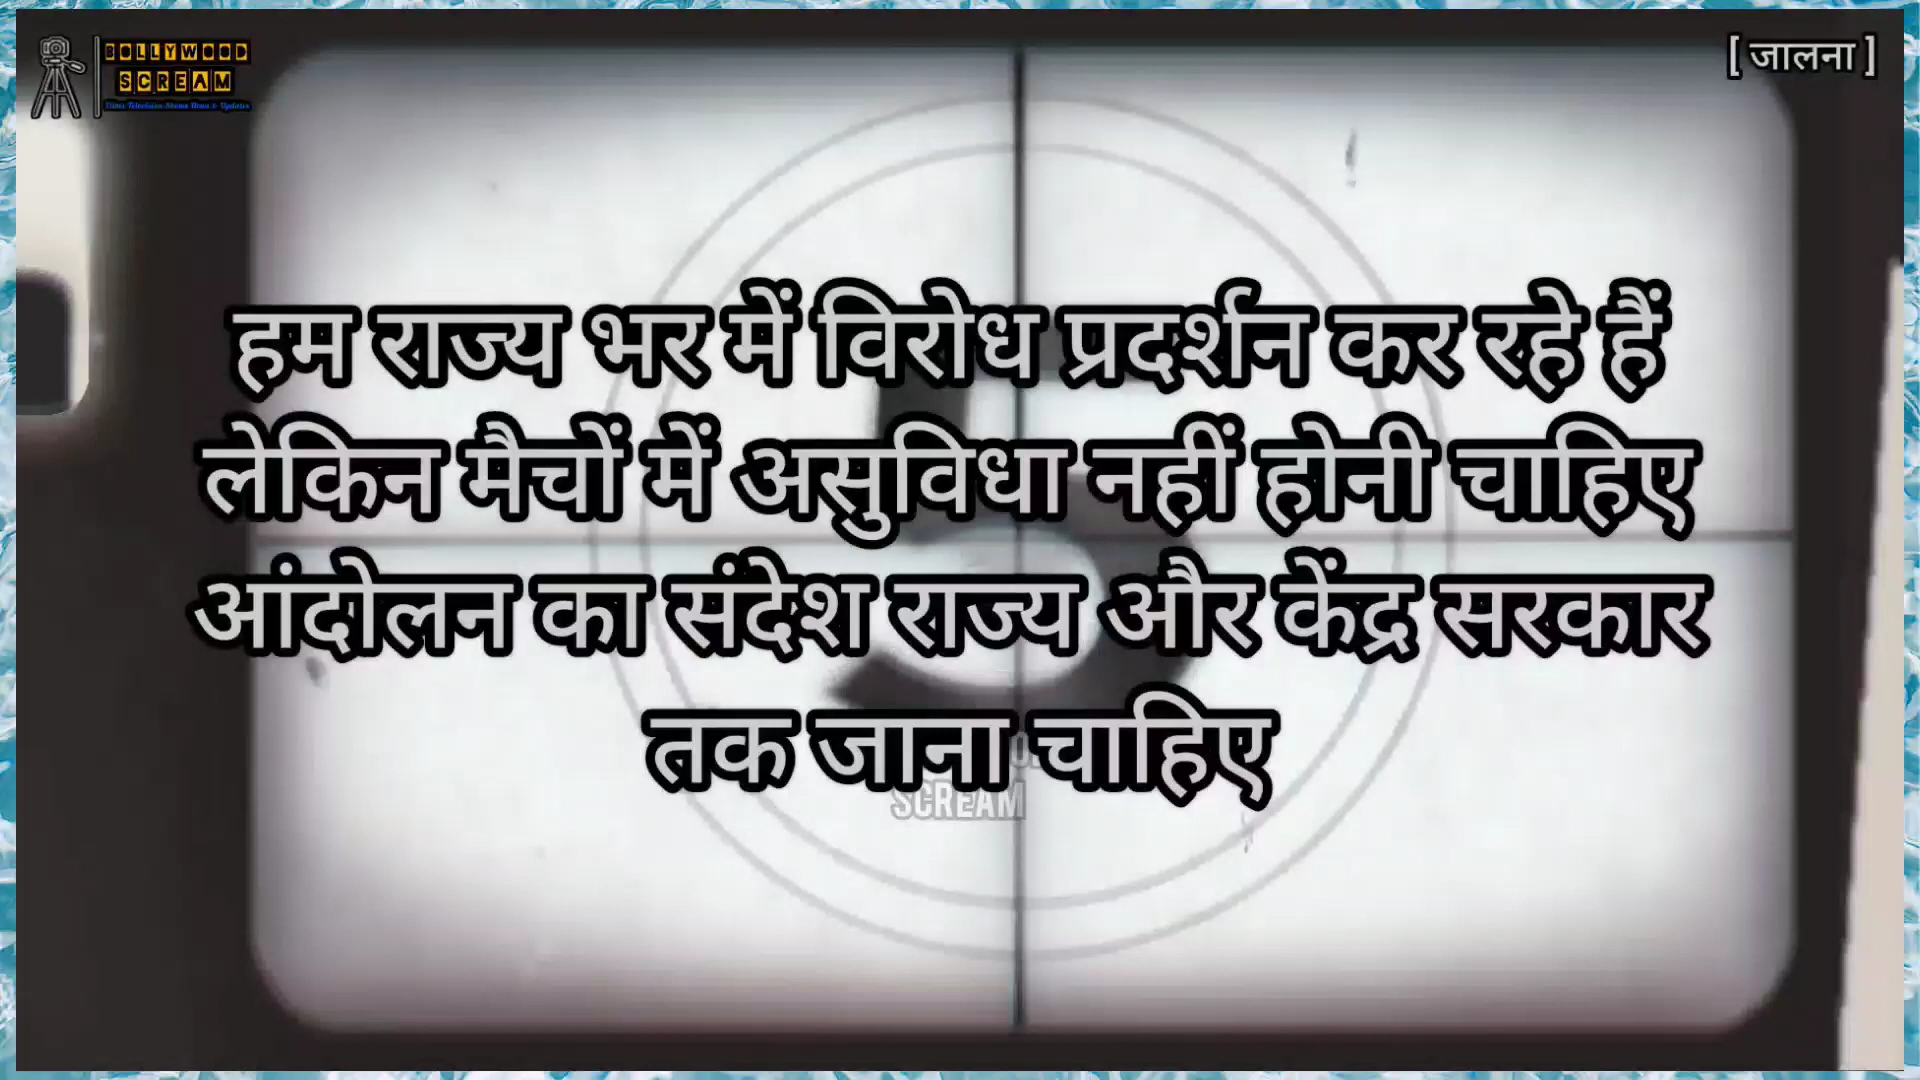 BOLLYWOOD
SCREAM
[ जालना ]
हम राज्य भर में विरोध प्रदर्शन कर रहे हैं
लेकिन मैचों में असुविधा नहीं होनी चाहिए
आंदोलन का संदेश राज्य और केंद्र सरकार
तक जाना चाहिए
SCREAM